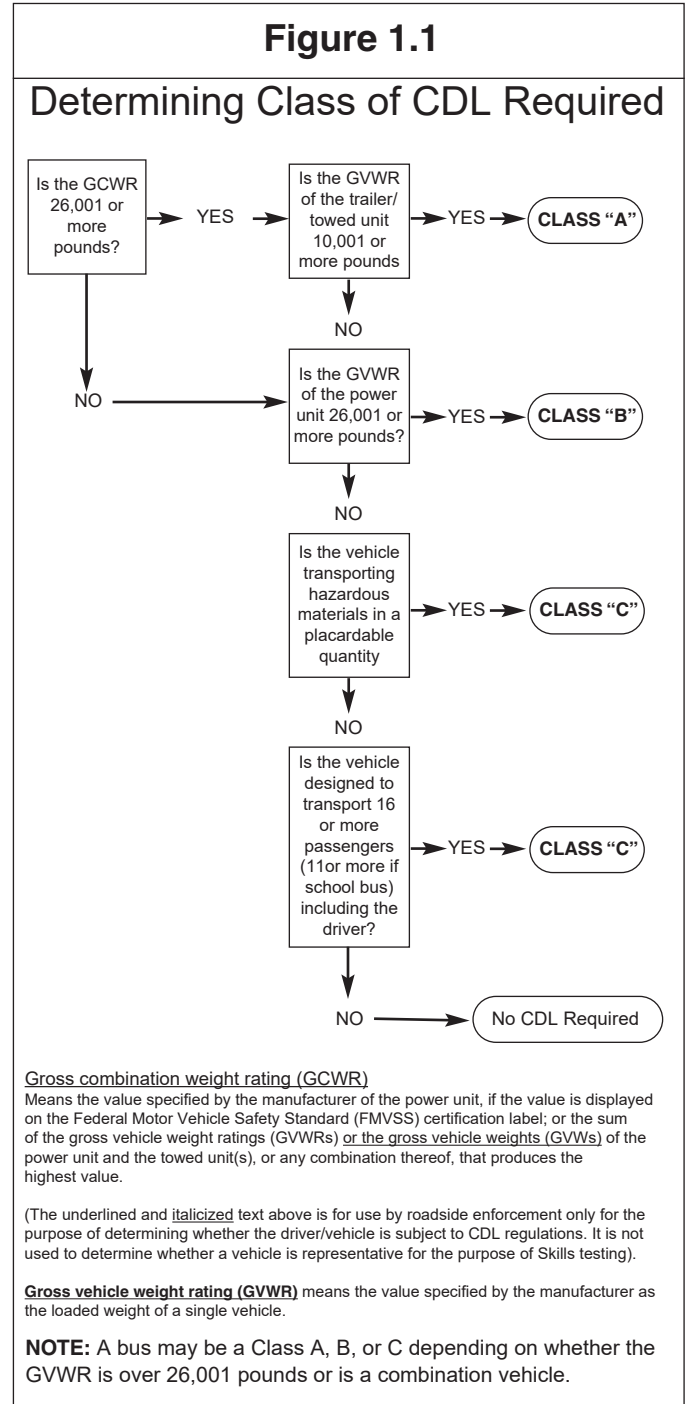 Figure 1.1
Determining Class of CDL Required
Is the GCWR
26,001 or
more
pounds?
YES
Is the GVWR
of the trailer/
towed unit
10,001 or
more pounds
YES
CLASS “A”
NO
NO
Is the GVWR
of the power
unit 26,001 or
more pounds?
YES
CLASS “B”
NO
Is the vehicle
transporting
hazardous
materials in a
placardable
quantity
YES
CLASS “C”
NO
Is the vehicle
designed to
transport 16
or more
passengers
(11or more if
school bus)
including the
driver?
YES
CLASS “C”
NO
No CDL Required
Gross combination weight rating (GCWR)
Means the value specified by the manufacturer of the power unit, if the value is displayed
on the Federal Motor Vehicle Safety Standard (FMVSS) certification label; or the sum
of the gross vehicle weight ratings (GVWRs) or the gross vehicle weights (GVWs) of the
power unit and the towed unit(s), or any combination thereof, that produces the
highest value.
(The underlined and italicized text above is for use by roadside enforcement only for the
purpose of determining whether the driver/vehicle is subject to CDL regulations. It is not
used to determine whether a vehicle is representative for the purpose of Skills testing).
Gross vehicle weight rating (GVWR) means the value specified by the manufacturer as
the loaded weight of a single vehicle.
NOTE: A bus may be a Class A, B, or C depending on whether the
GVWR is over 26,001 pounds or is a combination vehicle.